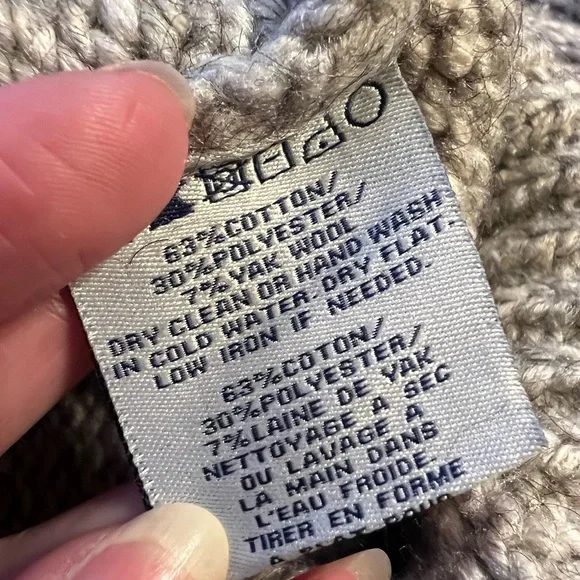 63%COTTON/
30%POLYESTER/
7%YAK WOOL
DRY CLEAN OR HAND WASH
IN COLD WATER. DRY FLAT.
LOW IRON IF NEEDED.
63%COTON/
30%POLYESTER/
7%LAINE DE YAK
NETTOYAGE A SEC
OU LAVAGE A
LA MAIN DANS
L'EAU FROIDE.
TIRER EN FORME